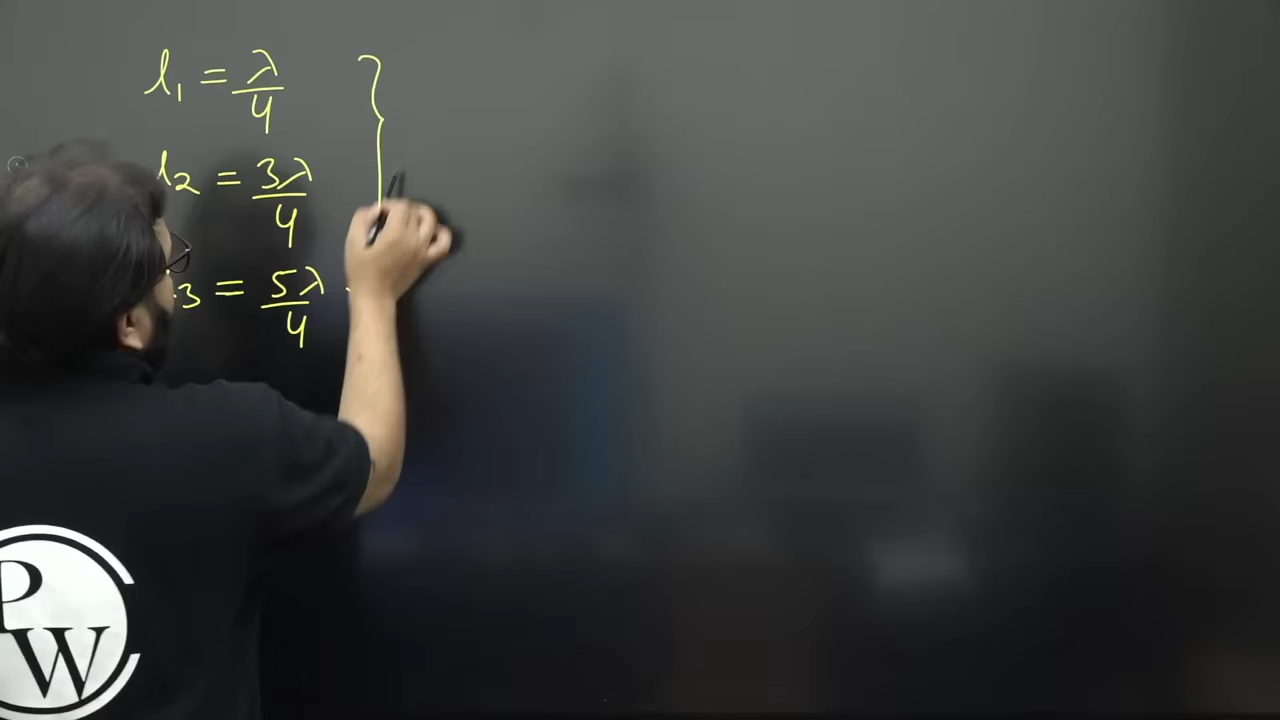 l₁ = λ/4
l₂ = 3λ/4
3 = 5λ/4
PW